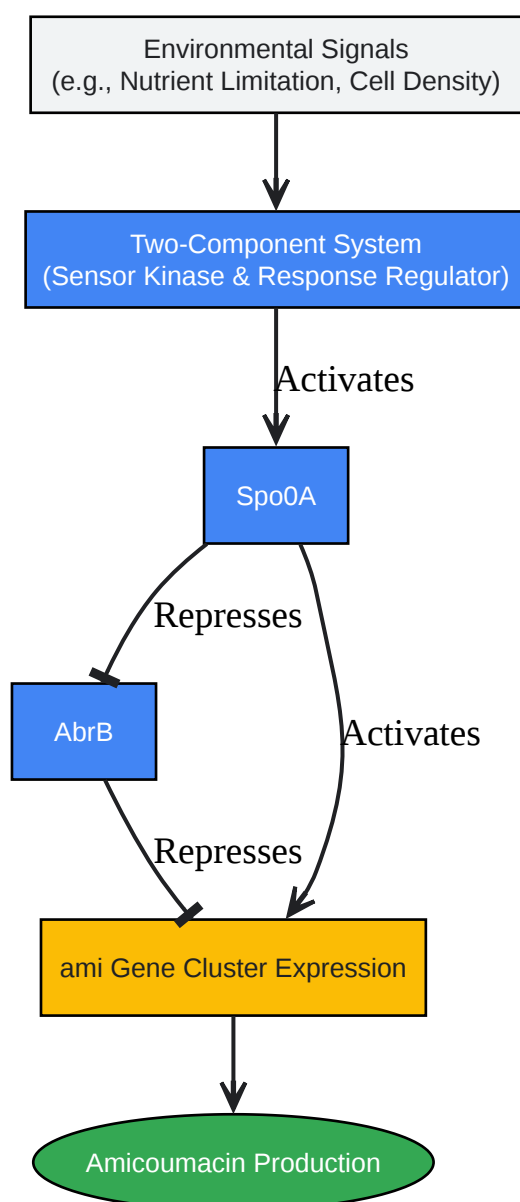 Environmental Signals
(e.g., Nutrient Limitation, Cell Density)
Two-Component System
(Sensor Kinase & Response Regulator)
Activates
Spo0A
Represses
AbrB
Activates
Represses
ami Gene Cluster Expression
Amicoumacin Production